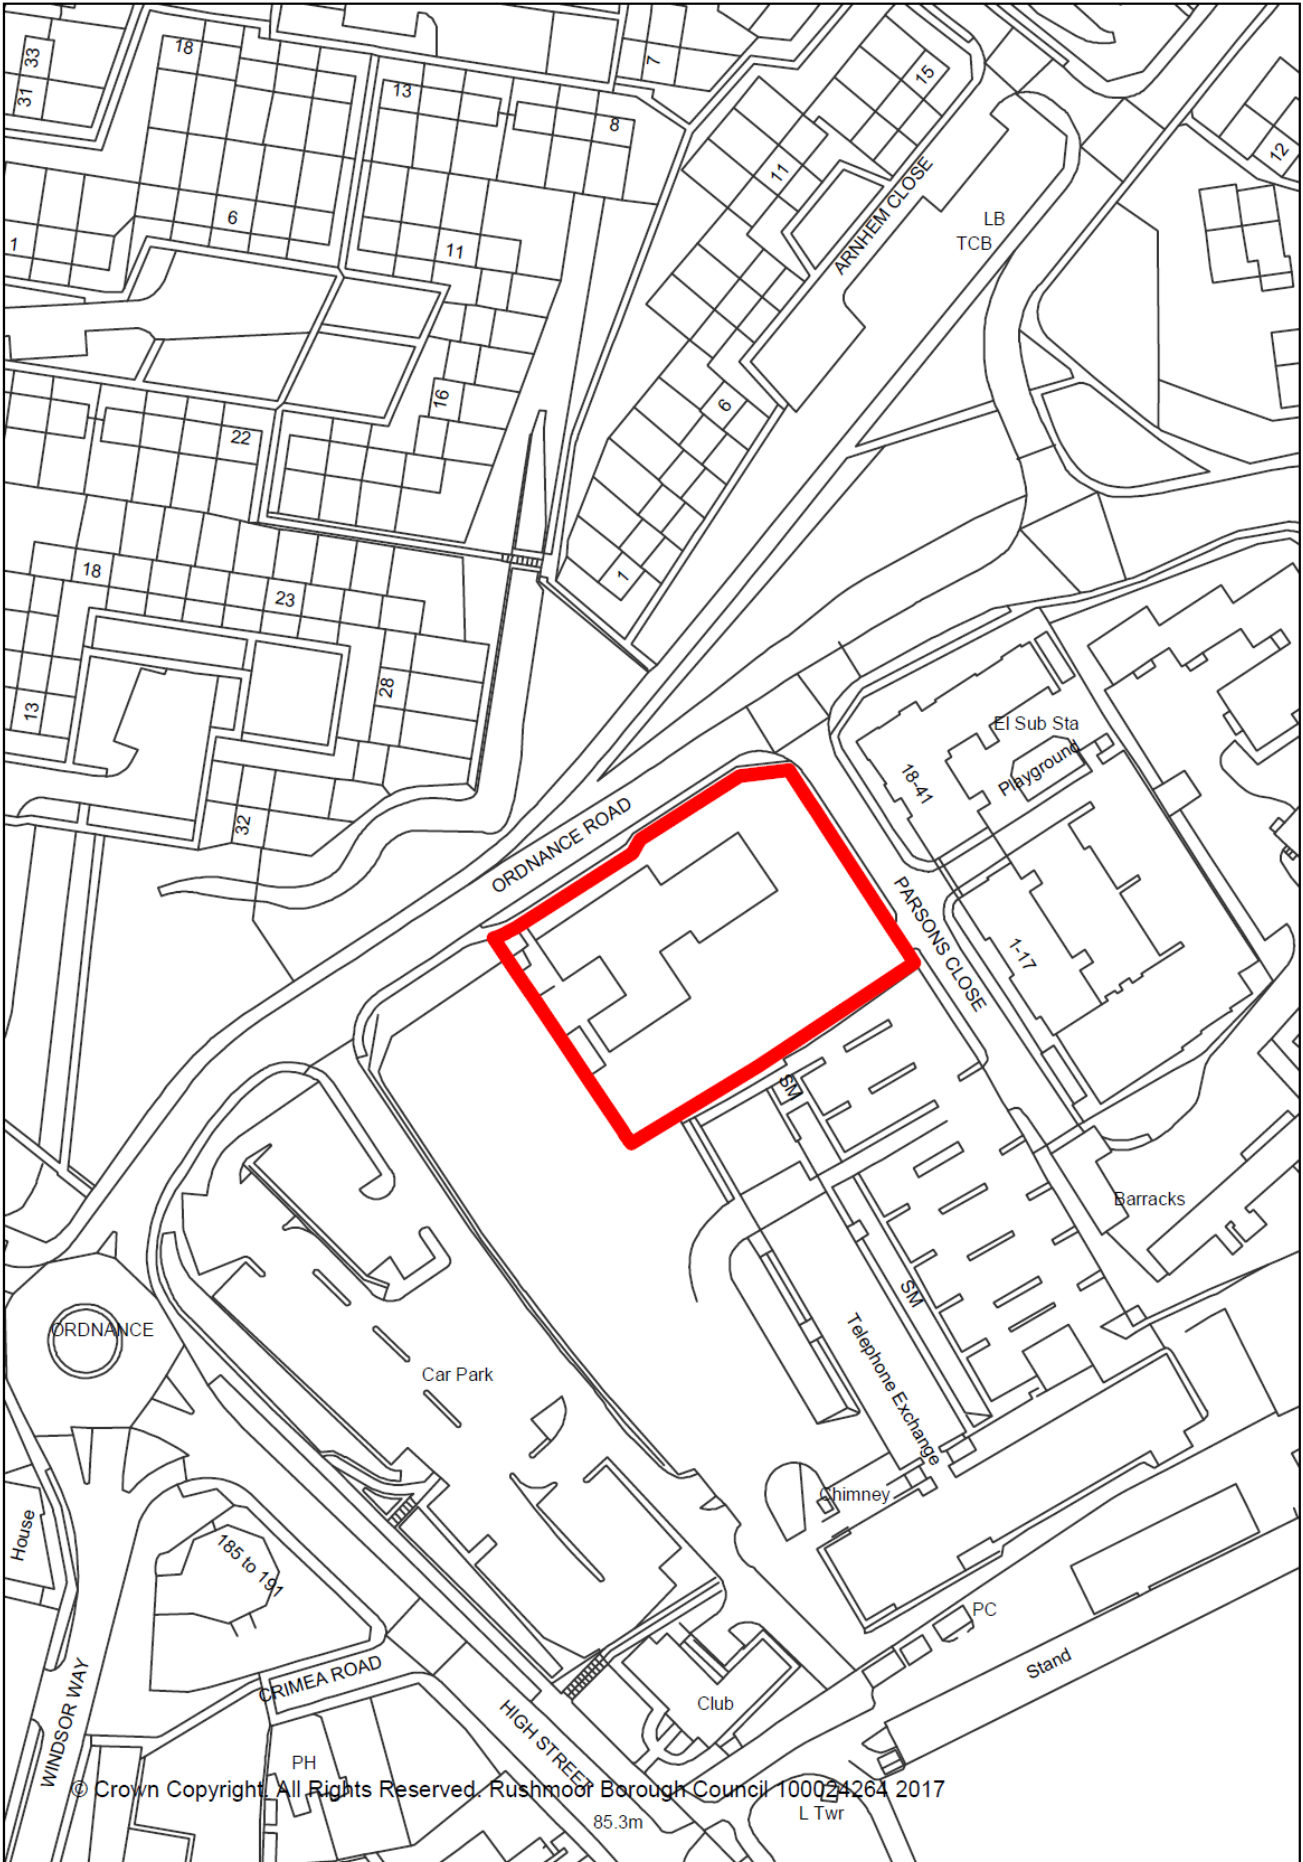 33
31
18
13
7
8
15
11
12
6
1
11
ARNHEM CLOSE
LB
TCB
16
6
22
1
18
23
28
13
32
El Sub Sta
Playground
18-41
ORDNANCE ROAD
PARSONS CLOSE
1-17
SM
Barracks
SM
ORDNANCE
Car Park
Telephone Exchange
Chimney
House
185 to 191
PC
Stand
CRIMEA ROAD
WINDSOR WAY
Club
HIGH STREET
PH
© Crown Copyright. All Rights Reserved. Rushmoor Borough Council 100024264 2017
L Twr
85.3m